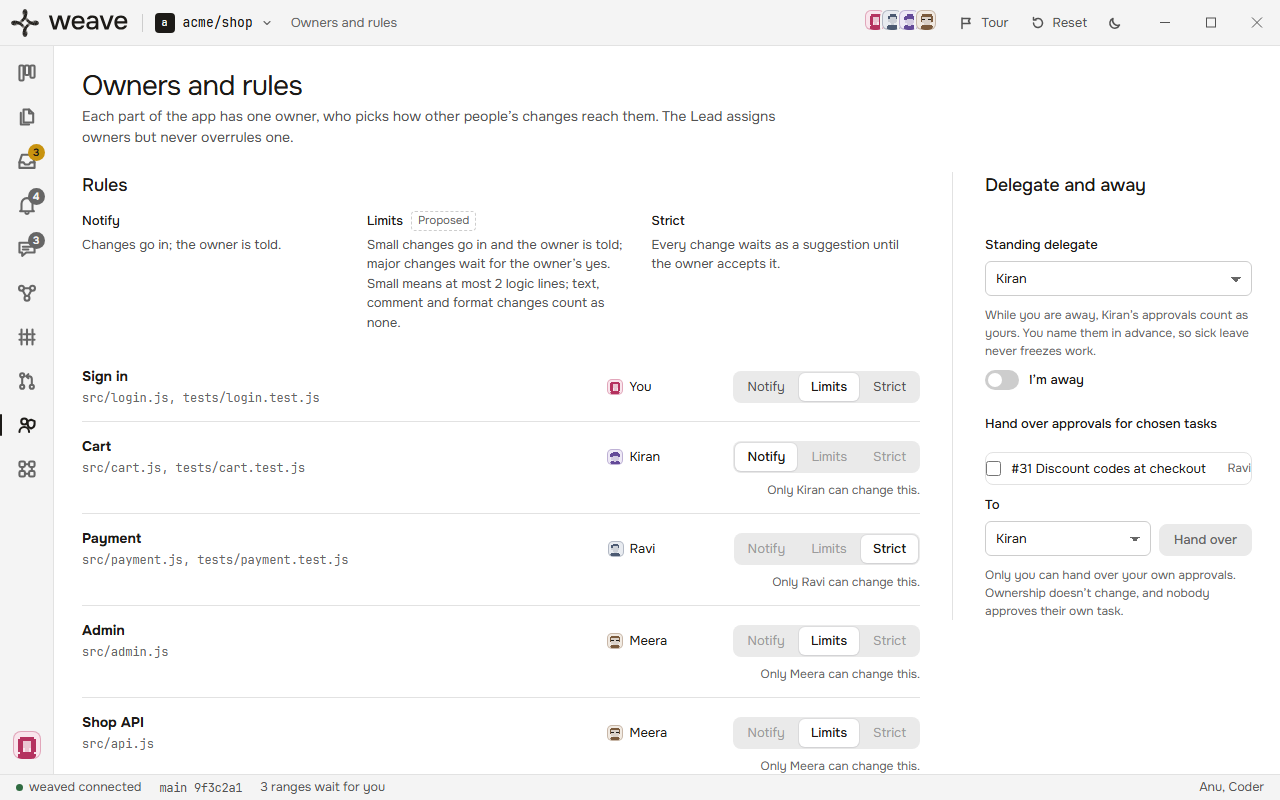 weave
a acme/shop Owners and rules
Tour Reset
3
4
3
Owners and rules
Each part of the app has one owner, who picks how other people's changes reach them. The Lead assigns
owners but never overrules one.
Rules
Notify
Changes go in; the owner is told.
Limits Proposed
Small changes go in and the owner is told;
major changes wait for the owner's yes.
Small means at most 2 logic lines; text,
comment and format changes count as
none.
Strict
Every change waits as a suggestion until
the owner accepts it.
Sign in
src/login.js, tests/login.test.js
You
Notify Limits Strict
Cart
src/cart.js, tests/cart.test.js
Kiran
Notify Limits Strict
Only Kiran can change this.
Payment
src/payment.js, tests/payment.test.js
Ravi
Notify Limits Strict
Only Ravi can change this.
Admin
src/admin.js
Meera
Notify Limits Strict
Only Meera can change this.
Shop API
src/api.js
Meera
Notify Limits Strict
Only Meera can change this.
Delegate and away
Standing delegate
Kiran
While you are away, Kiran's approvals count as
yours. You name them in advance, so sick leave
never freezes work.
I'm away
Hand over approvals for chosen tasks
#31 Discount codes at checkout Ravi
To
Kiran Hand over
Only you can hand over your own approvals.
Ownership doesn't change, and nobody
approves their own task.
weaved connected main 9f3c2a1 3 ranges wait for you Anu, Coder